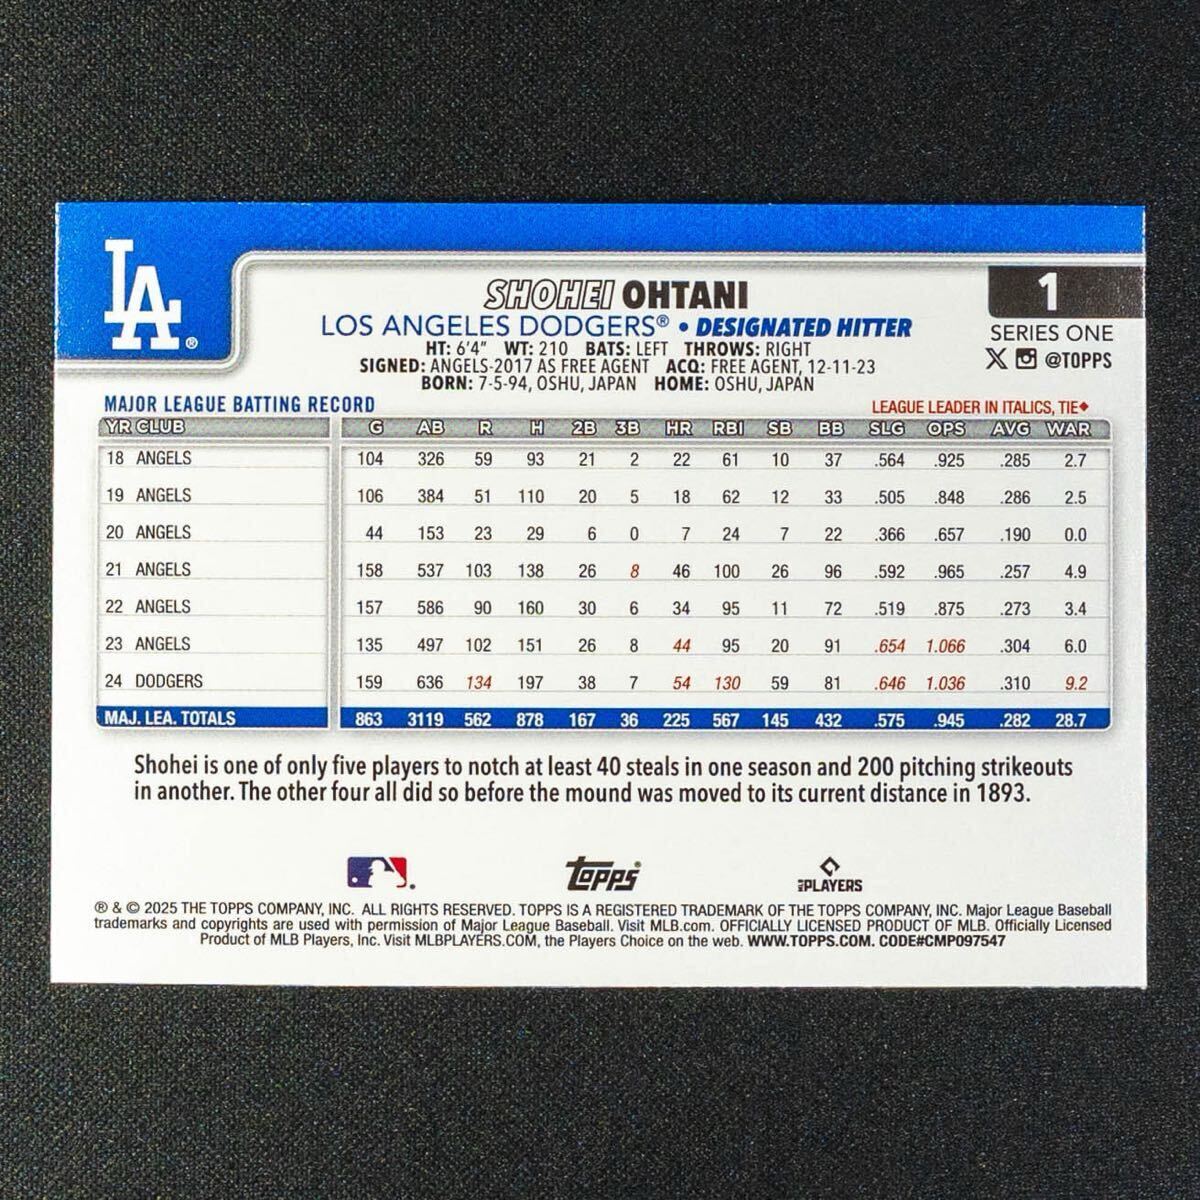 LA®
1
SERIES ONE
X @TOPPS
SHOHEI OHTANI
LOS ANGELES DODGERS® • DESIGNATED HITTER
HT: 6'4" WT: 210 BATS: LEFT THROWS: RIGHT
SIGNED: ANGELS-2017 AS FREE AGENT ACQ: FREE AGENT, 12-11-23
BORN: 7-5-94, OSHU, JAPAN HOME: OSHU, JAPAN
MAJOR LEAGUE BATTING RECORD LEAGUE LEADER IN ITALICS, TIE◆
YR CLUB G AB R H 2B 3B HR RBI SB BB SLG OPS AVG WAR
18 ANGELS 104 326 59 93 21 2 22 61 10 37 .564 .925 .285 2.7
19 ANGELS 106 384 51 110 20 5 18 62 12 33 .505 .848 .286 2.5
20 ANGELS 44 153 23 29 6 0 7 24 7 22 .366 .657 .190 0.0
21 ANGELS 158 537 103 138 26 8 46 100 26 96 .592 .965 .257 4.9
22 ANGELS 157 586 90 160 30 6 34 95 11 72 .519 .875 .273 3.4
23 ANGELS 135 497 102 151 26 8 44 95 20 91 .654 1.066 .304 6.0
24 DODGERS 159 636 134 197 38 7 54 130 59 81 .646 1.036 .310 9.2
MAJ. LEA. TOTALS 863 3119 562 878 167 36 225 567 145 432 .575 .945 .282 28.7
Shohei is one of only five players to notch at least 40 steals in one season and 200 pitching strikeouts
in another. The other four all did so before the mound was moved to its current distance in 1893.
Topps®
MLBPLAYERS
® & © 2025 THE TOPPS COMPANY, INC. ALL RIGHTS RESERVED. TOPPS IS A REGISTERED TRADEMARK OF THE TOPPS COMPANY, INC. Major League Baseball
trademarks and copyrights are used with permission of Major League Baseball. Visit MLB.com. OFFICIALLY LICENSED PRODUCT OF MLB. Officially Licensed
Product of MLB Players, Inc. Visit MLBPLAYERS.COM, the Players Choice on the web. WWW.TOPPS.COM. CODE#CMP097547